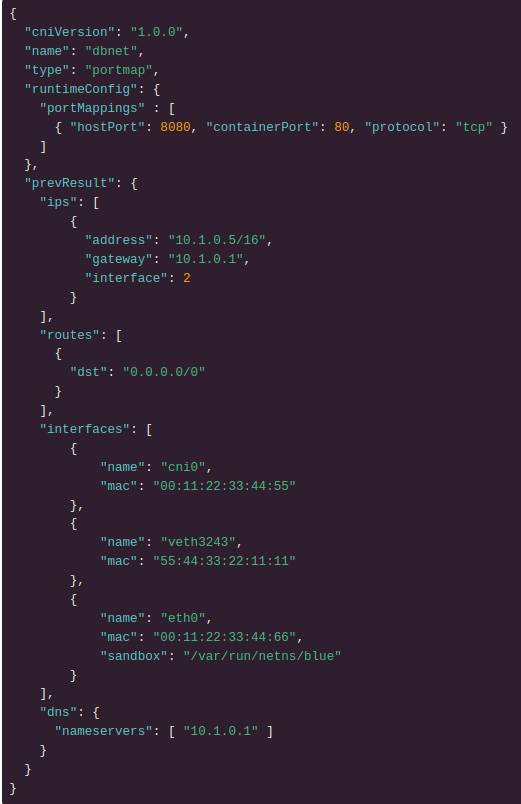 {
  "cniVersion": "1.0.0",
  "name": "dbnet",
  "type": "portmap",
  "runtimeConfig": {
    "portMappings" : [
      { "hostPort": 8080, "containerPort": 80, "protocol": "tcp" }
    ]
  },
  "prevResult": {
    "ips": [
        {
          "address": "10.1.0.5/16",
          "gateway": "10.1.0.1",
          "interface": 2
        }
    ],
    "routes": [
      {
        "dst": "0.0.0.0/0"
      }
    ],
    "interfaces": [
        {
            "name": "cni0",
            "mac": "00:11:22:33:44:55"
        },
        {
            "name": "veth3243",
            "mac": "55:44:33:22:11:11"
        },
        {
            "name": "eth0",
            "mac": "00:11:22:33:44:66",
            "sandbox": "/var/run/netns/blue"
        }
    ],
    "dns": {
      "nameservers": [ "10.1.0.1" ]
    }
  }
}